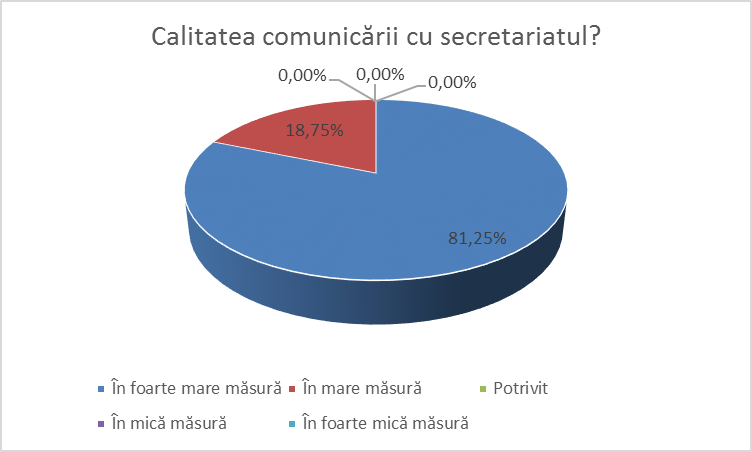 Calitatea comunicării cu secretariatul?
0,00% 0,00% 0,00%
18,75%
81,25%
În foarte mare măsură În mare măsură Potrivit
În mică măsură În foarte mică măsură